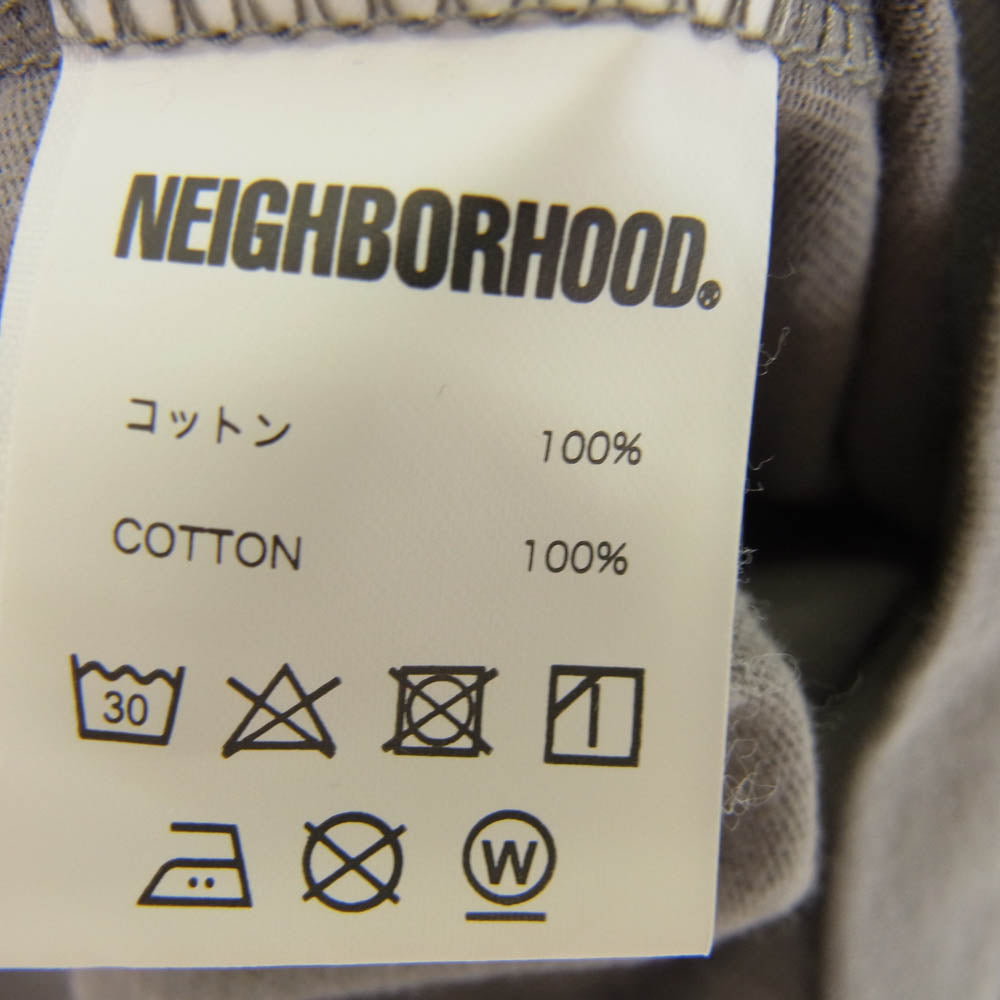 NEIGHBORHOOD®
コットン 100%
COTTON 100%
30
W